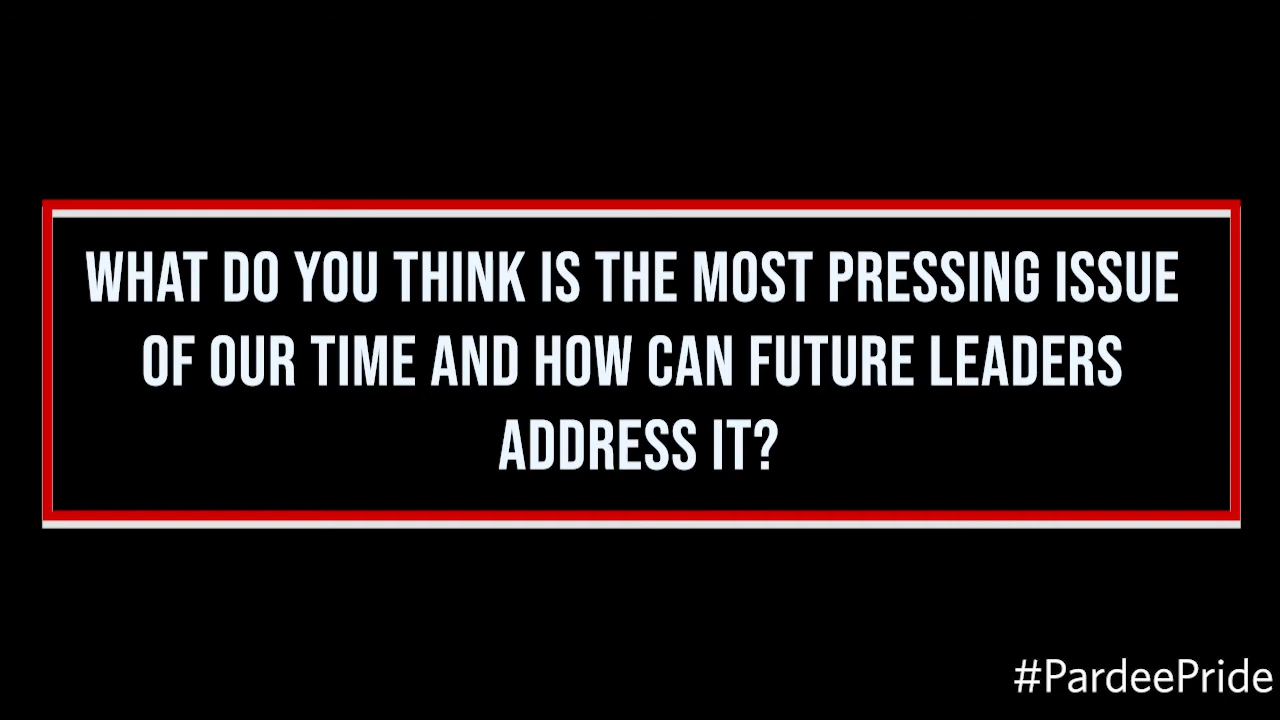 WHAT DO YOU THINK IS THE MOST PRESSING ISSUE
OF OUR TIME AND HOW CAN FUTURE LEADERS
ADDRESS IT?
#PardeePride